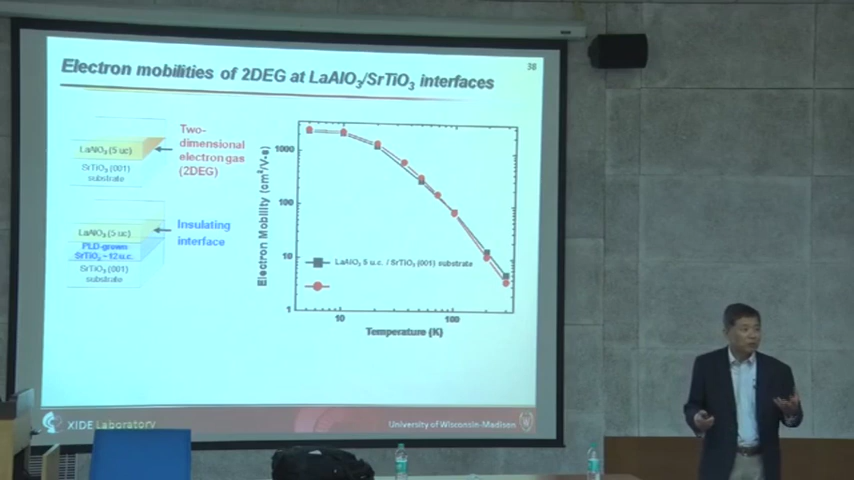 Electron mobilities of 2DEG at LaAlO3/SrTiO3 interfaces
38
LaAlO3 (5 uc)
SrTiO3 (001)
substrate
Two-
dimensional
electron gas
(2DEG)
LaAlO3 (5 uc)
PLD-grown
SrTiO3 ~12 u.c.
SrTiO3 (001)
substrate
Insulating
interface
Electron Mobility (cm2/V-s)
1000
100
10
1
LaAlO3 5 u.c. / SrTiO3 (001) substrate
10
100
Temperature (K)
XIDE Laboratory
University of Wisconsin-Madison